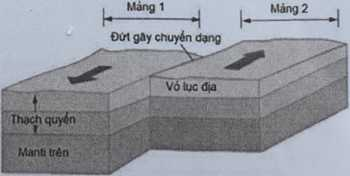 Mảng 1
Mảng 2
Đứt gãy chuyển dạng
Vỏ lục địa
Thạch quyển
Manti trên